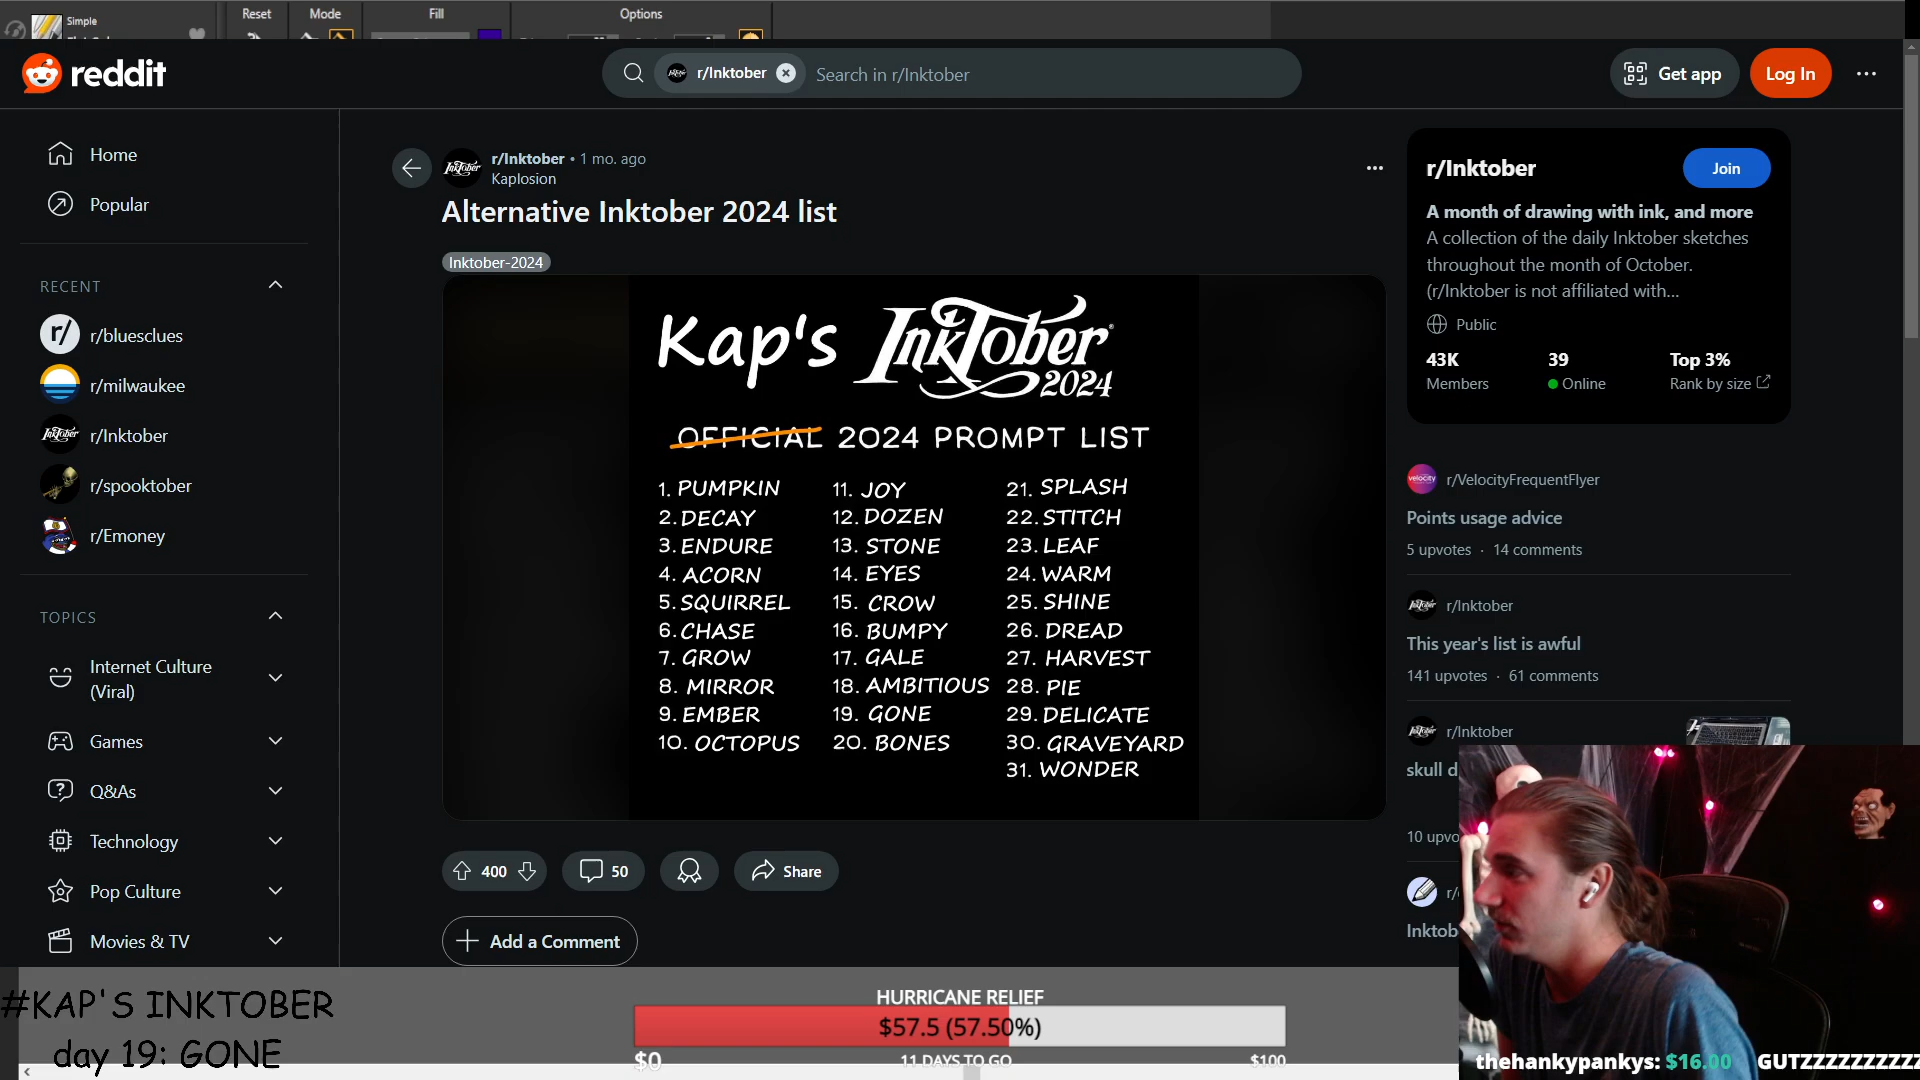 Simple
Reset
Mode
Fill
Options
reddit
r/Inktober
Search in r/Inktober
Get app
Log In
Home
Popular
RECENT
r/bluesclues
r/milwaukee
r/Inktober
r/spooktober
r/Emoney
TOPICS
Internet Culture
(Viral)
Games
Q&As
Technology
Pop Culture
Movies & TV
r/Inktober • 1 mo. ago
Kaplosion
Alternative Inktober 2024 list
Inktober-2024
Kap's INKTOBER
2024
OFFICIAL 2024 PROMPT LIST
1. PUMPKIN
2. DECAY
3. ENDURE
4. ACORN
5. SQUIRREL
6. CHASE
7. GROW
8. MIRROR
9. EMBER
10. OCTOPUS
11. JOY
12. DOZEN
13. STONE
14. EYES
15. CROW
16. BUMPY
17. GALE
18. AMBITIOUS
19. GONE
20. BONES
21. SPLASH
22. STITCH
23. LEAF
24. WARM
25. SHINE
26. DREAD
27. HARVEST
28. PIE
29. DELICATE
30. GRAVEYARD
31. WONDER
400
50
Share
Add a Comment
r/Inktober
Join
A month of drawing with ink, and more
A collection of the daily Inktober sketches
throughout the month of October.
(r/Inktober is not affiliated with...
Public
43K
Members
39
Online
Top 3%
Rank by size
velocity
r/VelocityFrequentFlyer
Points usage advice
5 upvotes · 14 comments
r/Inktober
This year's list is awful
141 upvotes · 61 comments
r/Inktober
skull d
10 upvo
r/
Inktob
#KAP'S INKTOBER
day 19: GONE
HURRICANE RELIEF
$57.5 (57.50%)
$0
11 DAYS TO GO
$100
thehankypankys: $16.00
GUTZZZZZZZZZZ